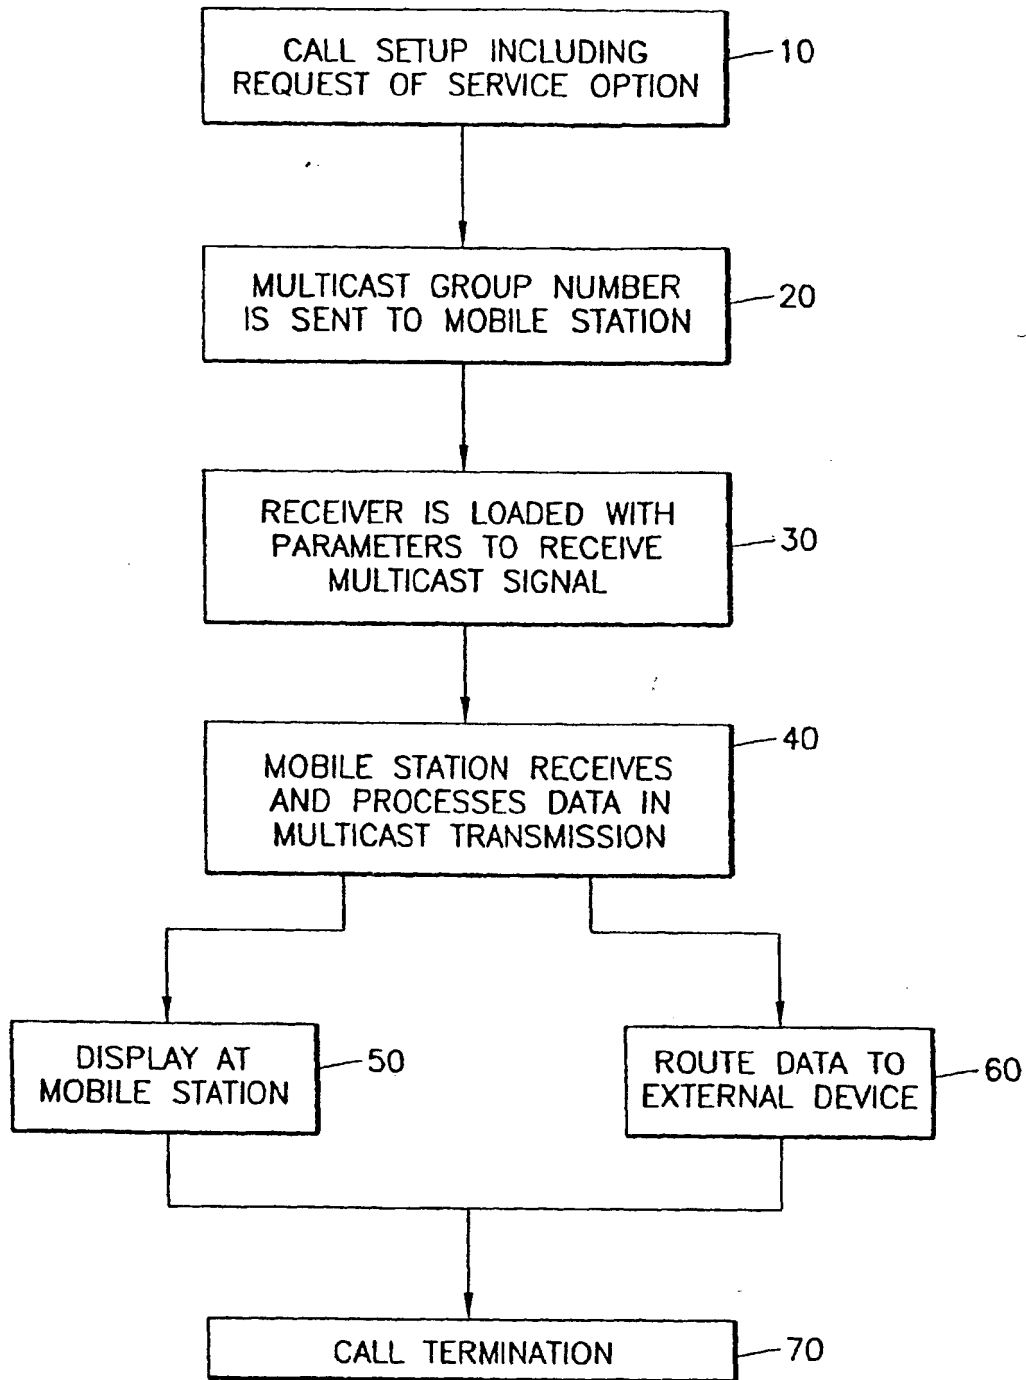 CALL SETUP INCLUDING
REQUEST OF SERVICE OPTION
10
MULTICAST GROUP NUMBER
IS SENT TO MOBILE STATION
20
RECEIVER IS LOADED WITH
PARAMETERS TO RECEIVE
MULTICAST SIGNAL
30
MOBILE STATION RECEIVES
AND PROCESSES DATA IN
MULTICAST TRANSMISSION
40
DISPLAY AT
MOBILE STATION
50
ROUTE DATA TO
EXTERNAL DEVICE
60
CALL TERMINATION
70